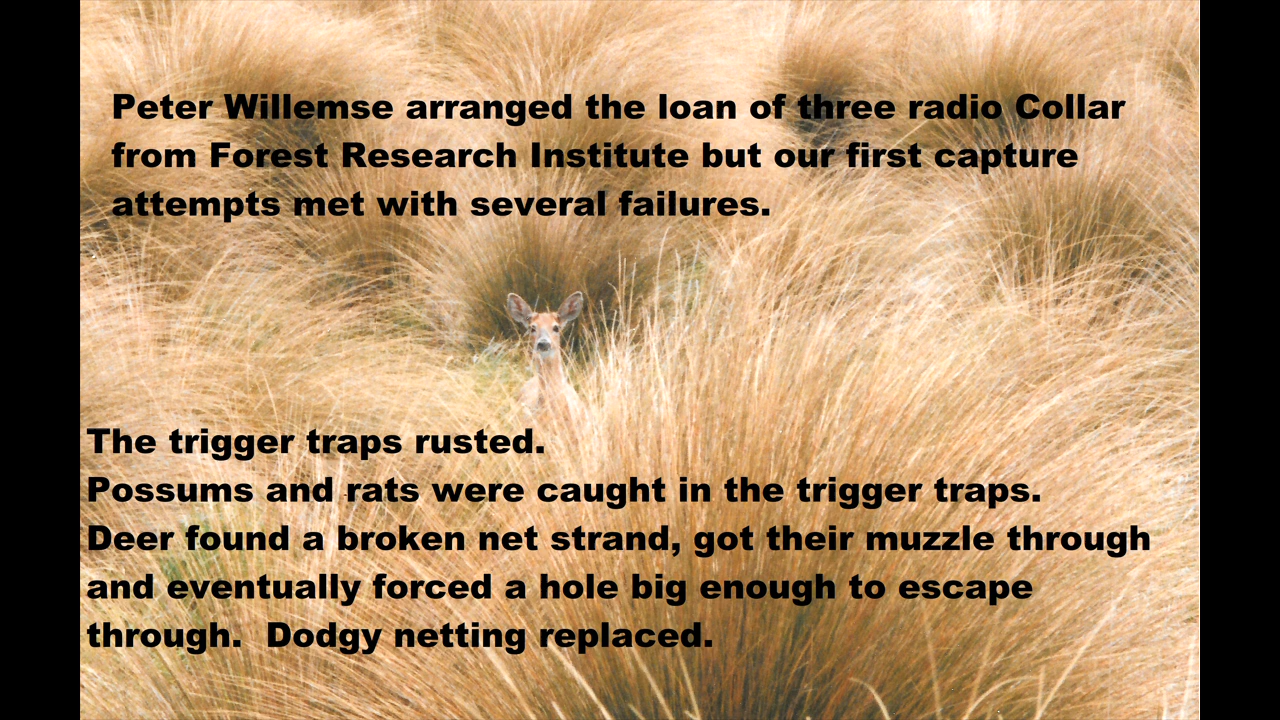 Peter Willemse arranged the loan of three radio Collar
from Forest Research Institute but our first capture
attempts met with several failures.
The trigger traps rusted.
Possums and rats were caught in the trigger traps.
Deer found a broken net strand, got their muzzle through
and eventually forced a hole big enough to escape
through.  Dodgy netting replaced.